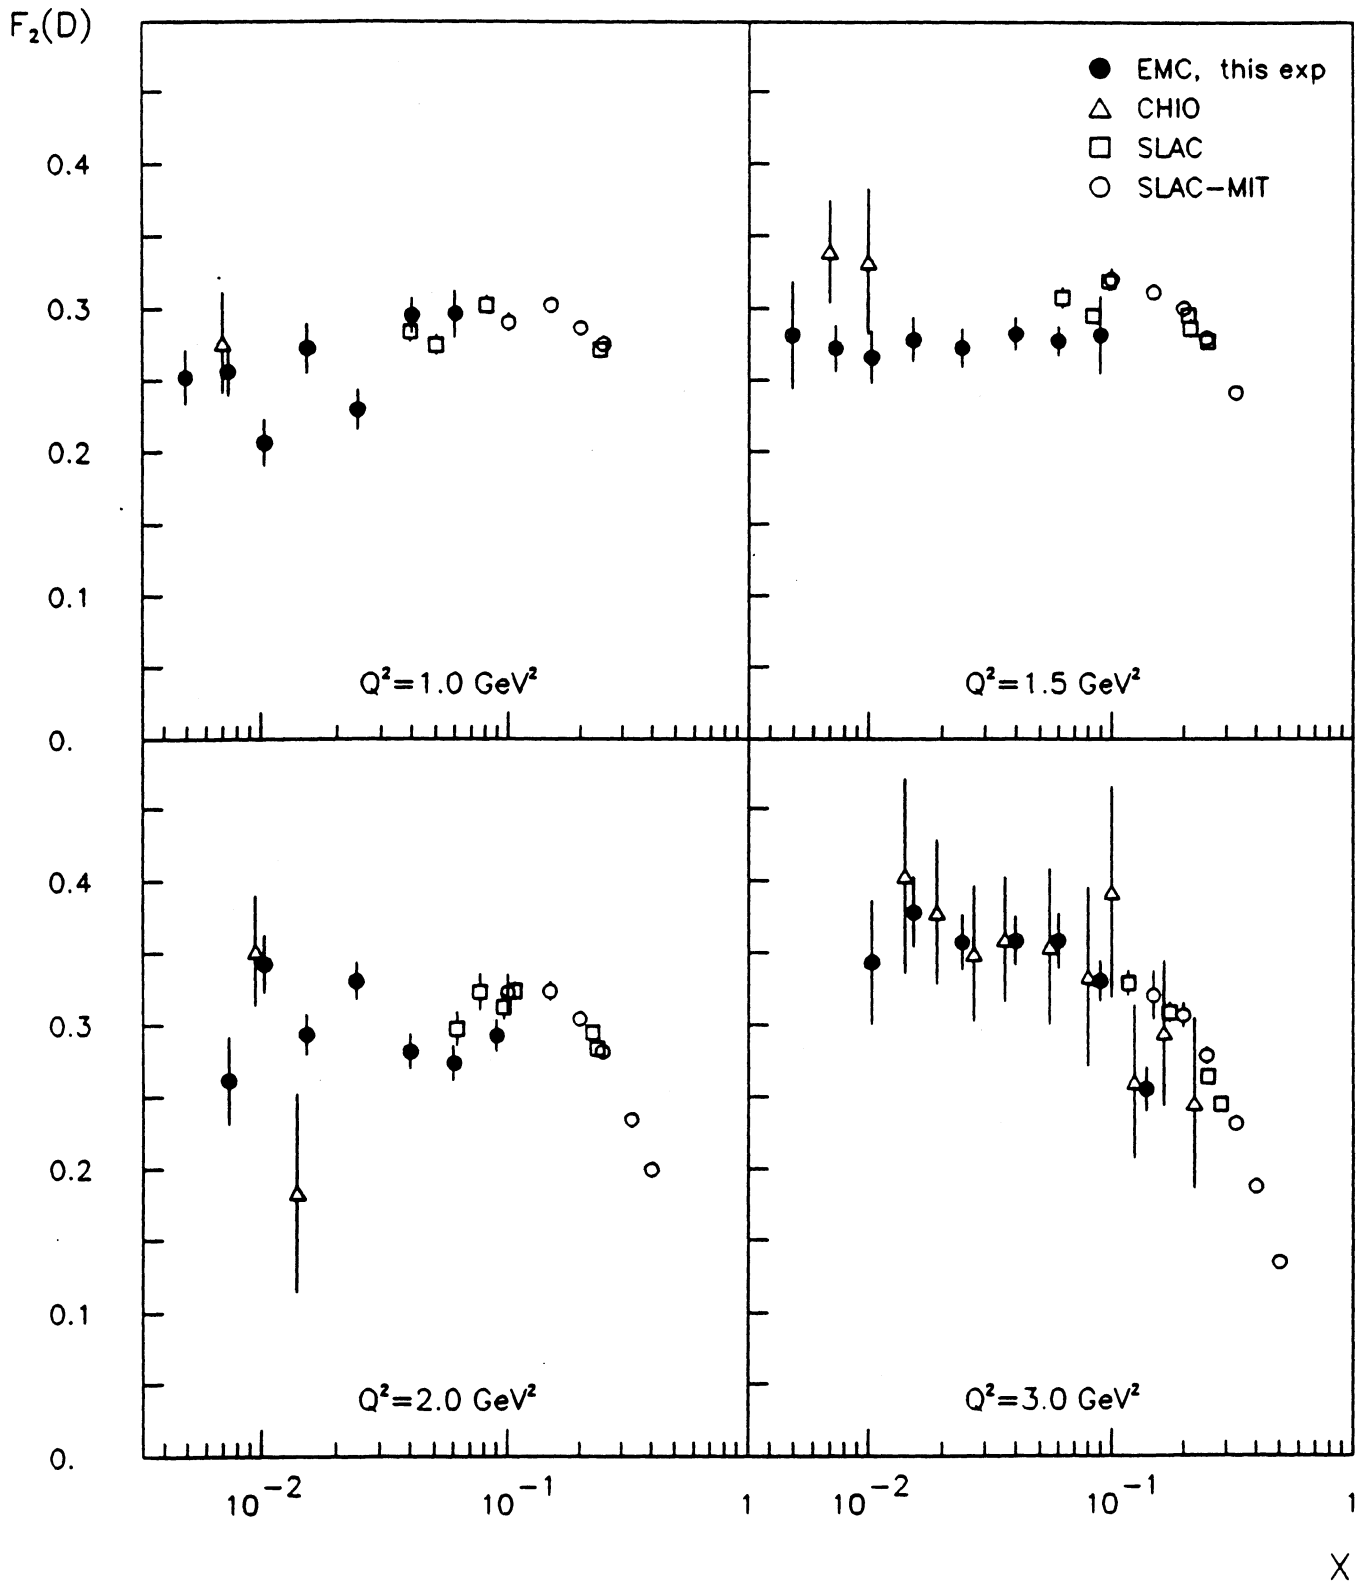 F₂(D)
EMC, this exp
CHIO
SLAC
SLAC-MIT
0.4
0.3
0.2
0.1
0.
Q²=1.0 GeV²
Q²=1.5 GeV²
0.4
0.3
0.2
0.1
0.
Q²=2.0 GeV²
Q²=3.0 GeV²
10⁻² 10⁻¹ 1 10⁻² 10⁻¹ 1
X